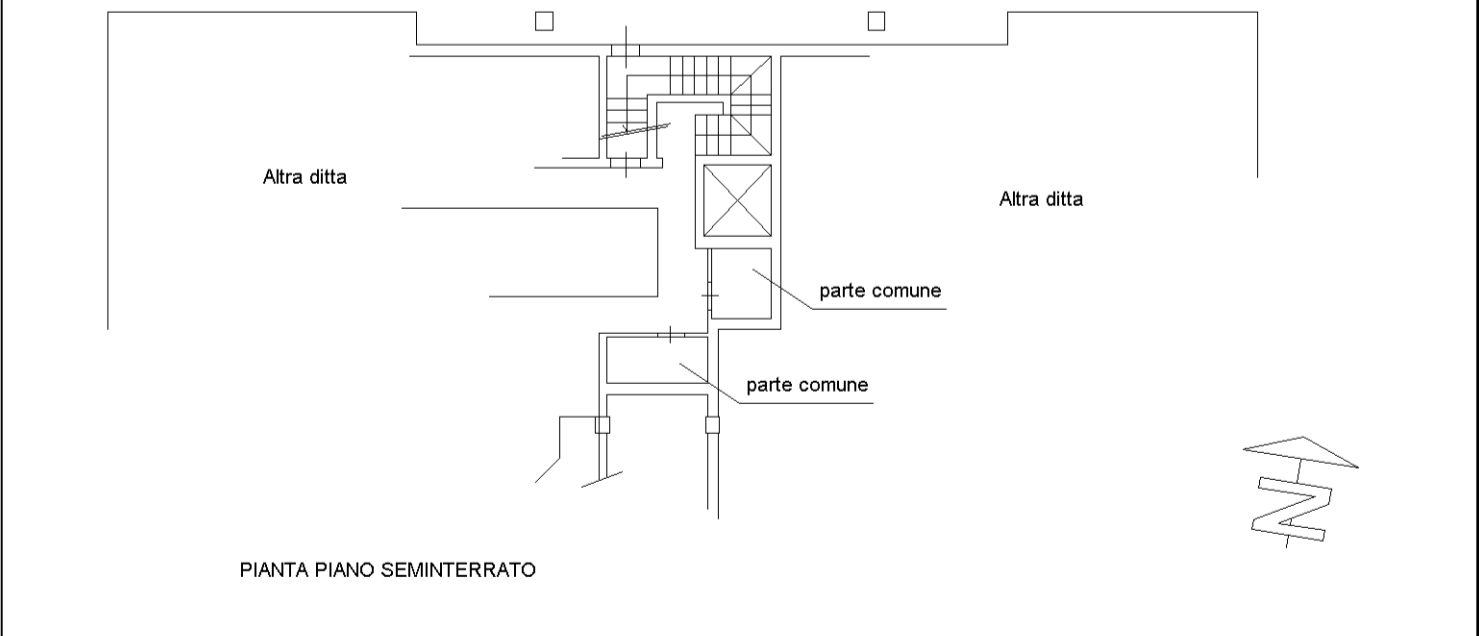 Altra ditta
Altra ditta
parte comune
parte comune
N
PIANTA PIANO SEMINTERRATO